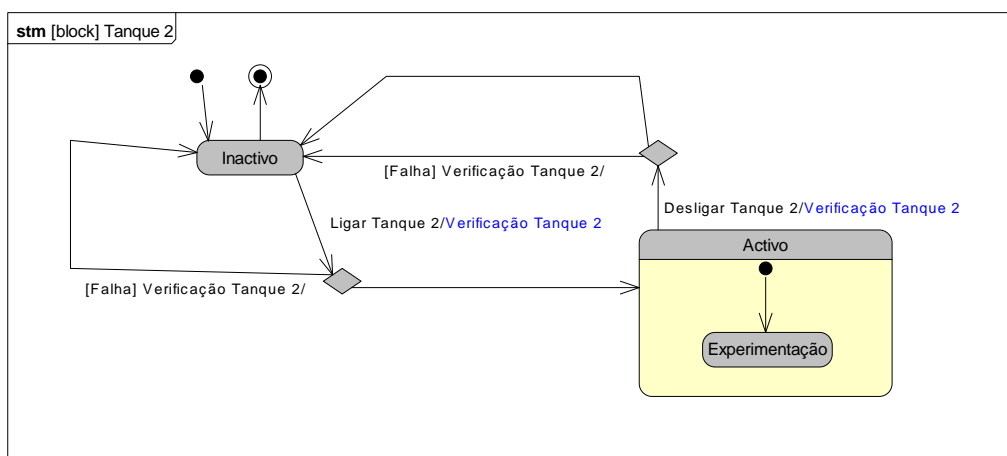 stm [block] Tanque 2
Inactivo
[Falha] Verificação Tanque 2/
Ligar Tanque 2/Verificação Tanque 2
Desligar Tanque 2/Verificação Tanque 2
Activo
[Falha] Verificação Tanque 2/
Experimentação